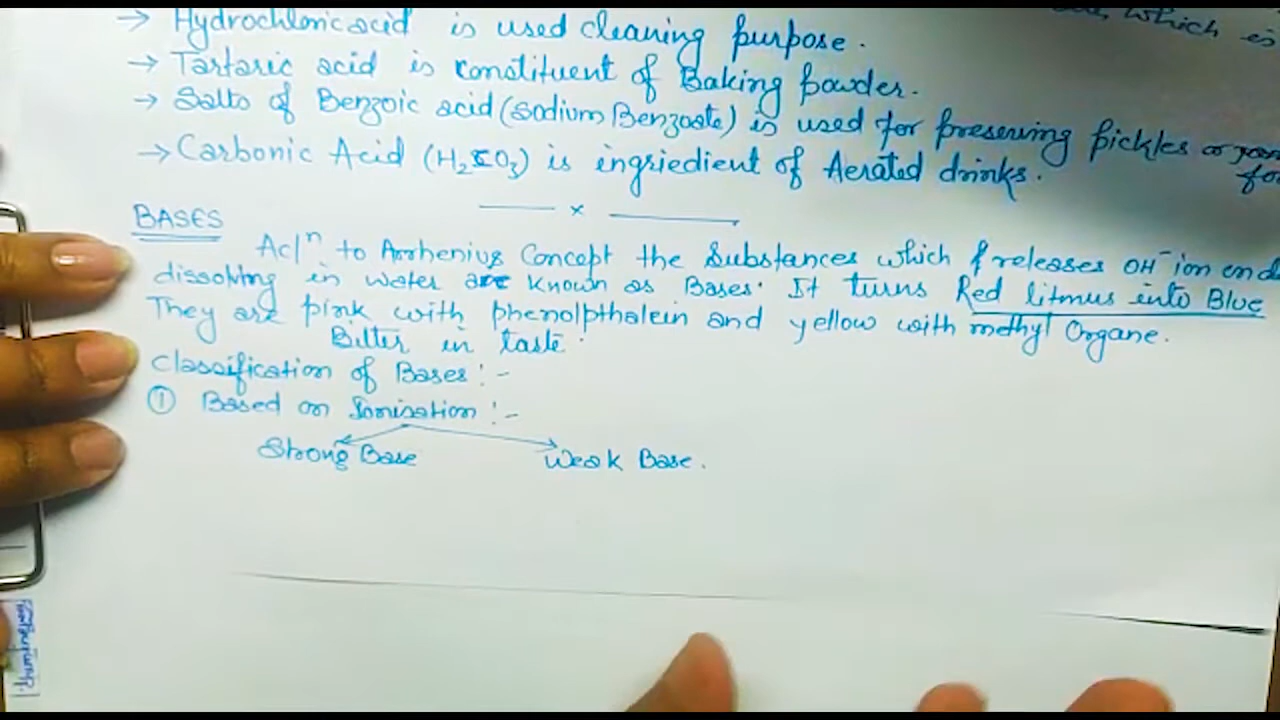 which is
→ Hydrochloric acid is used cleaning purpose.
→ Tartaric acid is constituent of Baking powder.
→ Salts of Benzoic acid (Sodium Benzoate) is used for preserving pickles or
→ Carbonic Acid (H₂CO₃) is ingriedient of Aerated drinks.
—— × ——
BASES
Aclⁿ to Arrhenius Concept the Substances which releases OH⁻ ion end
dissolving in water are known as Bases. It turns Red litmus into Blue
They are pink with phenolpthalein and yellow with methyl Organe.
Bitter in taste.
Classification of Bases :-
① Based on Ionisation :-
Strong Base Weak Base.